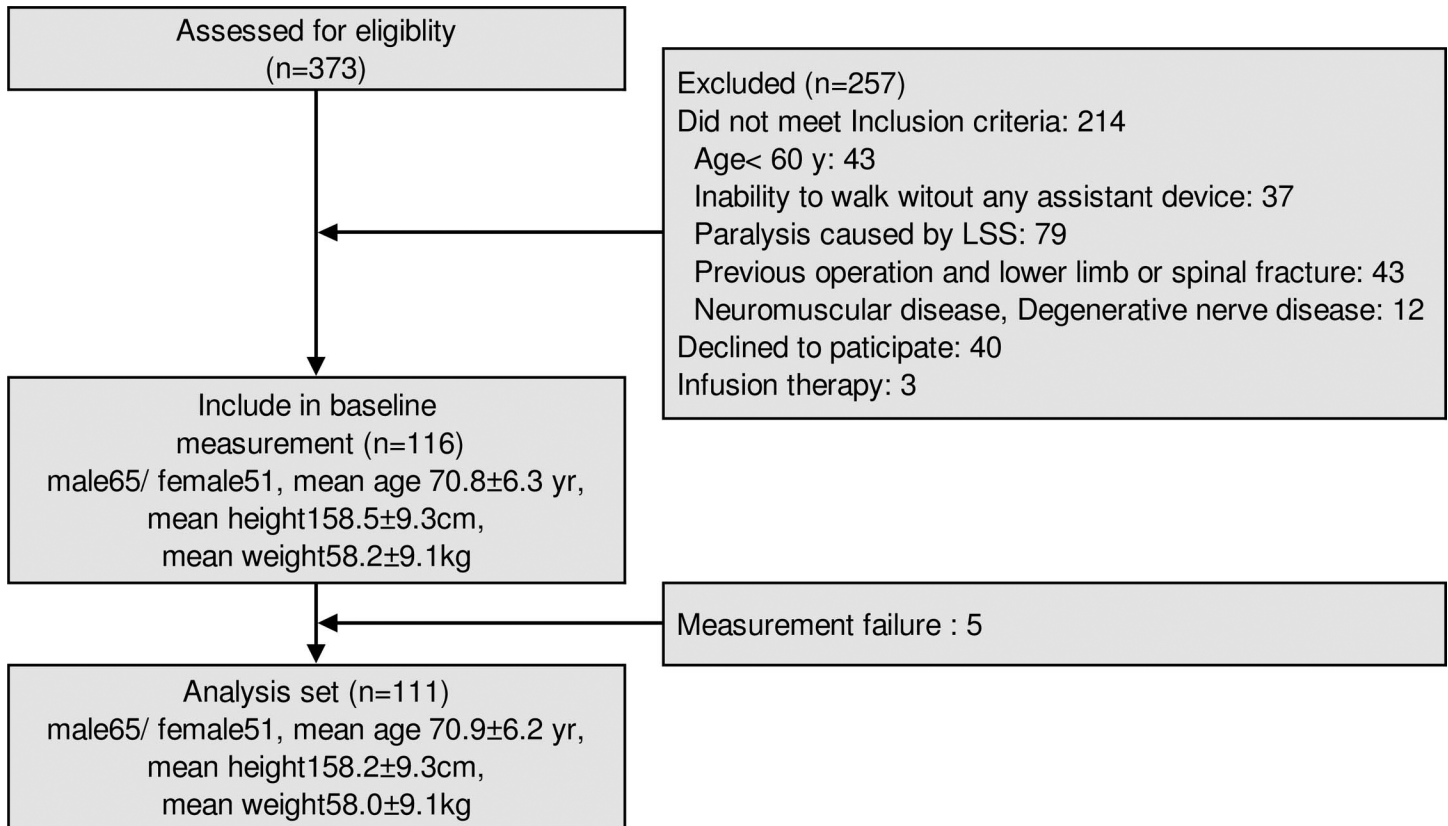 Assessed for eligiblity
(n=373)
Excluded (n=257)
Did not meet Inclusion criteria: 214
Age< 60 y: 43
Inability to walk witout any assistant device: 37
Paralysis caused by LSS: 79
Previous operation and lower limb or spinal fracture: 43
Neuromuscular disease, Degenerative nerve disease: 12
Declined to paticipate: 40
Infusion therapy: 3
Include in baseline
measurement (n=116)
male65/ female51, mean age 70.8±6.3 yr,
mean height158.5±9.3cm,
mean weight58.2±9.1kg
Measurement failure : 5
Analysis set (n=111)
male65/ female51, mean age 70.9±6.2 yr,
mean height158.2±9.3cm,
mean weight58.0±9.1kg